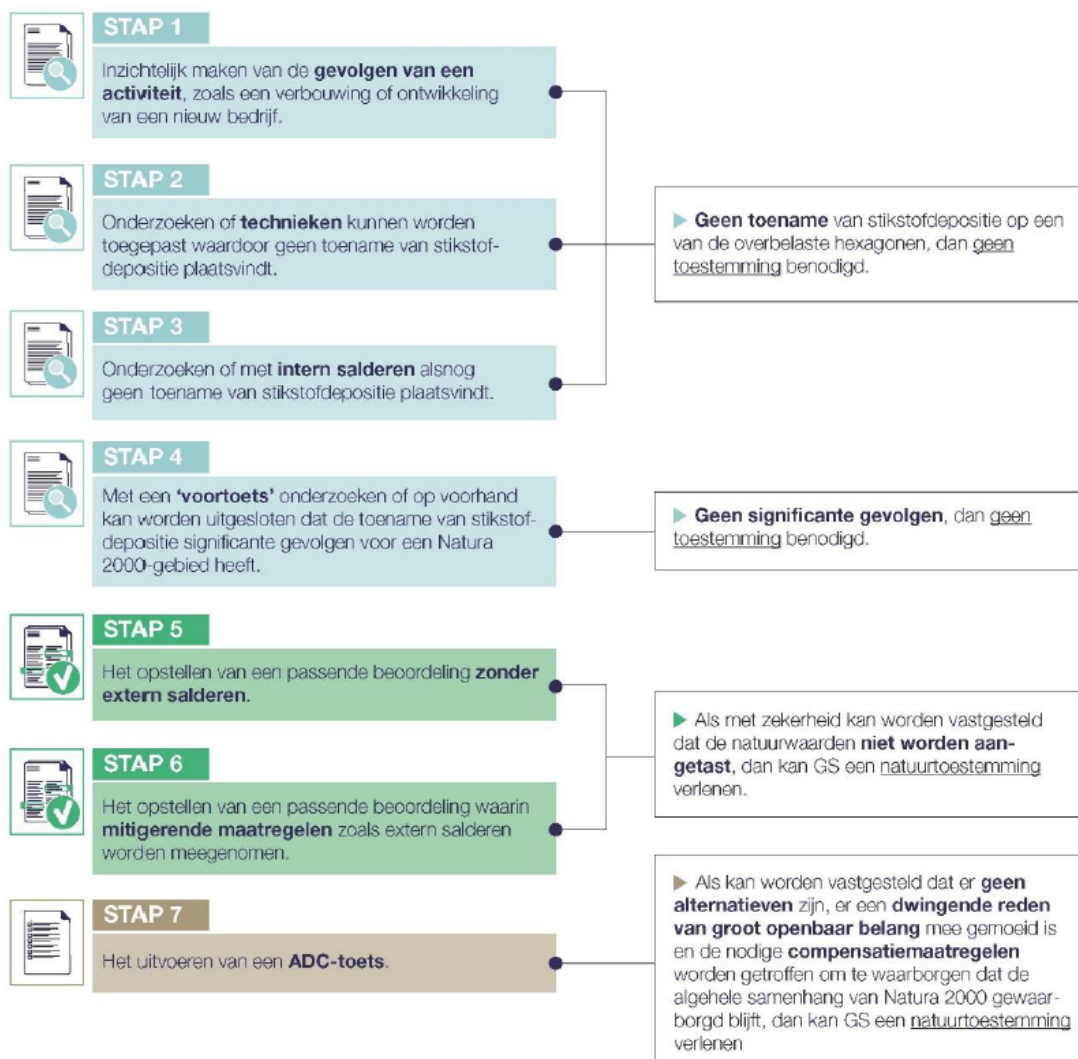 STAP 1
Inzichtelijk maken van de gevolgen van een
activiteit, zoals een verbouwing of ontwikkeling
van een nieuw bedrijf.
STAP 2
Onderzoeken of technieken kunnen worden
toegepast waardoor geen toename van stikstof-
depositie plaatsvindt.
STAP 3
Onderzoeken of met intern salderen alsnog
geen toename van stikstofdepositie plaatsvindt.
▶ Geen toename van stikstofdepositie op een
van de overbelaste hexagonen, dan geen
toestemming benodigd.
STAP 4
Met een ‘voortoets’ onderzoeken of op voorhand
kan worden uitgesloten dat de toename van stikstof-
depositie significante gevolgen voor een Natura
2000-gebied heeft.
▶ Geen significante gevolgen, dan geen
toestemming benodigd.
STAP 5
Het opstellen van een passende beoordeling zonder
extern salderen.
STAP 6
Het opstellen van een passende beoordeling waarin
mitigerende maatregelen zoals extern salderen
worden meegenomen.
▶ Als met zekerheid kan worden vastgesteld
dat de natuurwaarden niet worden aan-
getast, dan kan GS een natuurtoestemming
verlenen.
STAP 7
Het uitvoeren van een ADC-toets.
▶ Als kan worden vastgesteld dat er geen
alternatieven zijn, er een dwingende reden
van groot openbaar belang mee gemoeid is
en de nodige compensatiemaatregelen
worden getroffen om te waarborgen dat de
algehele samenhang van Natura 2000 gewaar-
borgd blijft, dan kan GS een natuurtoestemming
verlenen